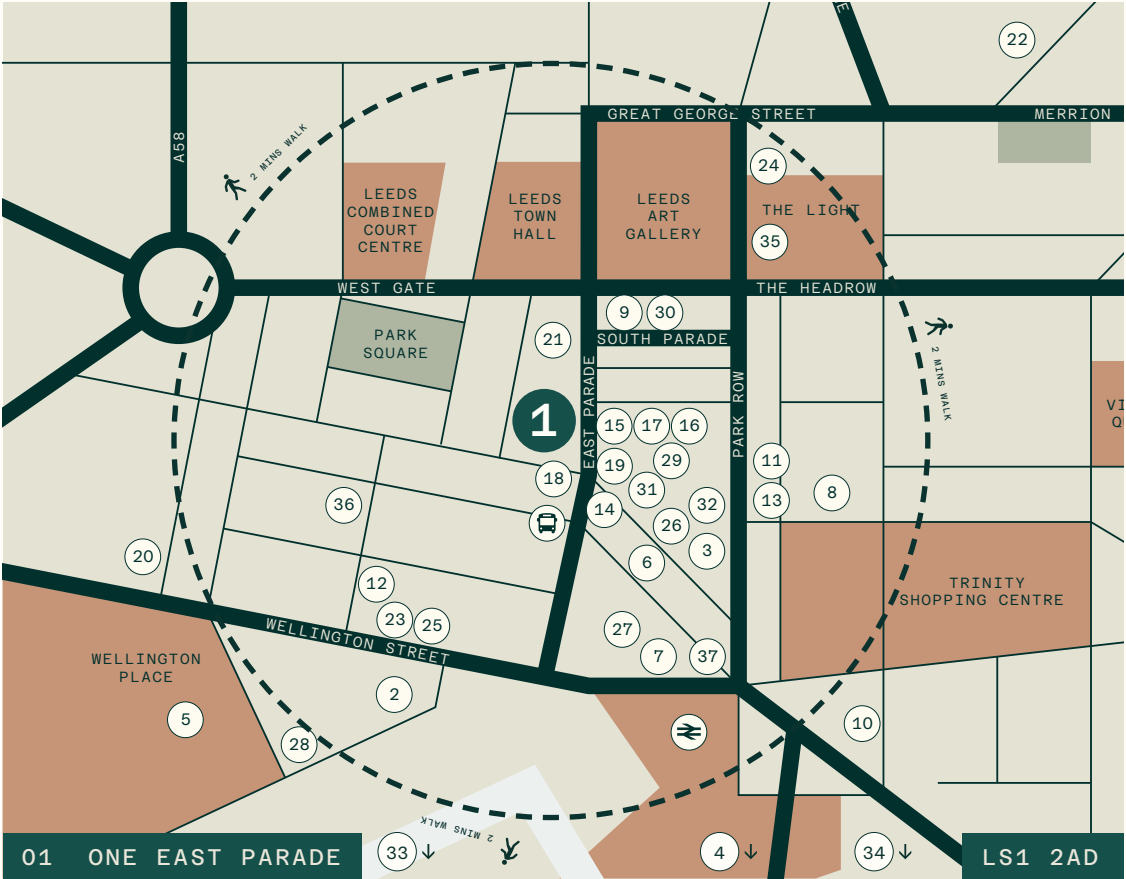 E
22
GREAT GEORGE STREET
MERRION
A58
2 MINS WALK
24
LEEDS
COMBINED
COURT
CENTRE
LEEDS
TOWN
HALL
LEEDS
ART
GALLERY
THE LIGHT
35
WEST GATE
THE HEADROW
9
30
SOUTH PARADE
21
PARK
SQUARE
2 MINS WALK
EAST PARADE
PARK ROW
VI
QU
1
15
17
16
19
29
11
18
31
13
8
36
14
32
26
20
3
6
12
23
25
TRINITY
SHOPPING CENTRE
27
WELLINGTON STREET
7
37
WELLINGTON
PLACE
2
5
28
10
2 MINS WALK
33
4
34
01 ONE EAST PARADE
LS1 2AD